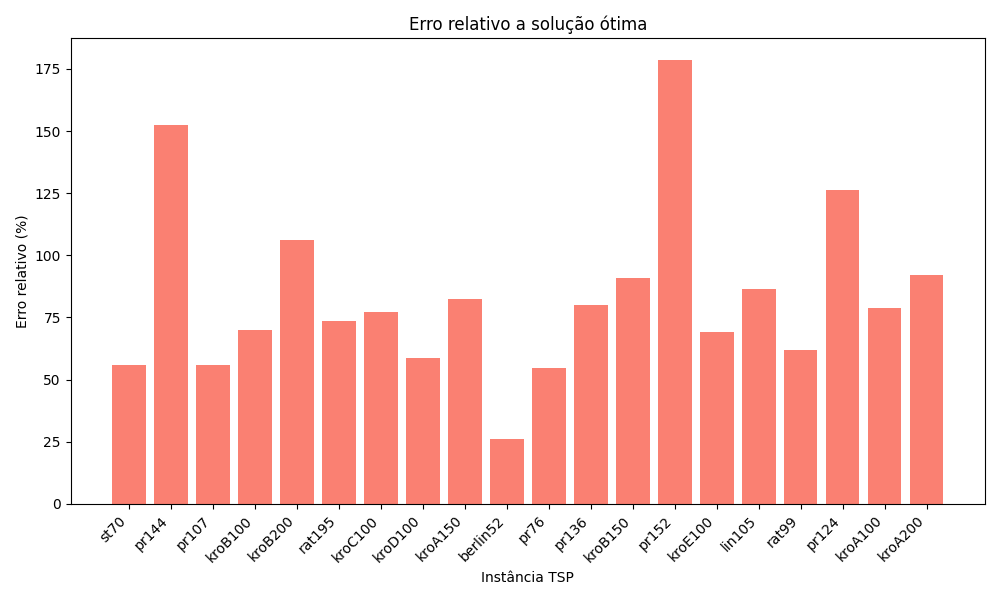 Erro relativo a solução ótima
Erro relativo (%)
175
150
125
100
75
50
25
0
st70
pr144
pr107
kroB100
kroB200
rat195
kroC100
kroD100
kroA150
berlin52
pr76
pr136
kroB150
pr152
kroE100
lin105
rat99
pr124
kroA100
kroA200
Instância TSP